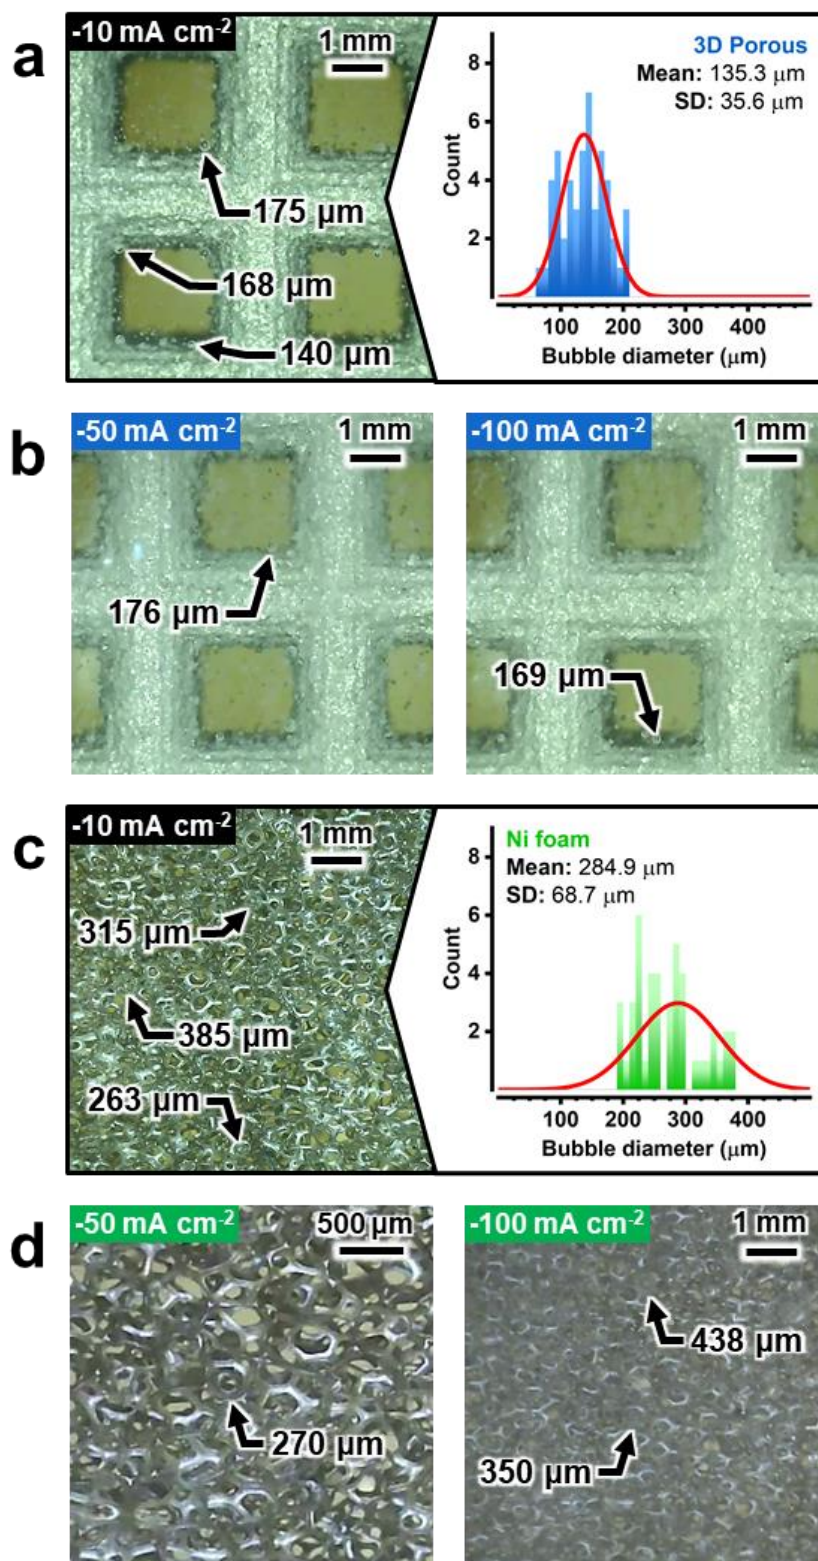 a
-10 mA cm⁻²
1 mm
175 µm
168 µm
140 µm
3D Porous
Mean: 135.3 µm
SD: 35.6 µm
Count
8
6
4
2
100 200 300 400
Bubble diameter (µm)
b
-50 mA cm⁻²
1 mm
176 µm
-100 mA cm⁻²
1 mm
169 µm
c
-10 mA cm⁻²
1 mm
315 µm
385 µm
263 µm
Ni foam
Mean: 284.9 µm
SD: 68.7 µm
Count
8
6
4
2
100 200 300 400
Bubble diameter (µm)
d
-50 mA cm⁻²
500 µm
270 µm
-100 mA cm⁻²
1 mm
438 µm
350 µm